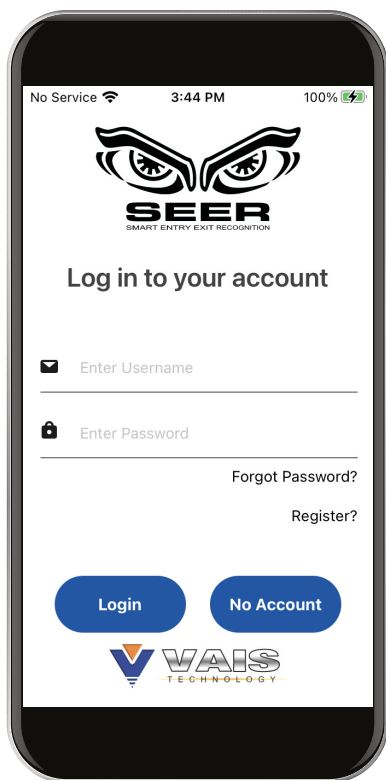 No Service 3:44 PM 100%
SEER
SMART ENTRY EXIT RECOGNITION
Log in to your account
Enter Username
Enter Password
Forgot Password?
Register?
Login No Account
VAIS
TECHNOLOGY